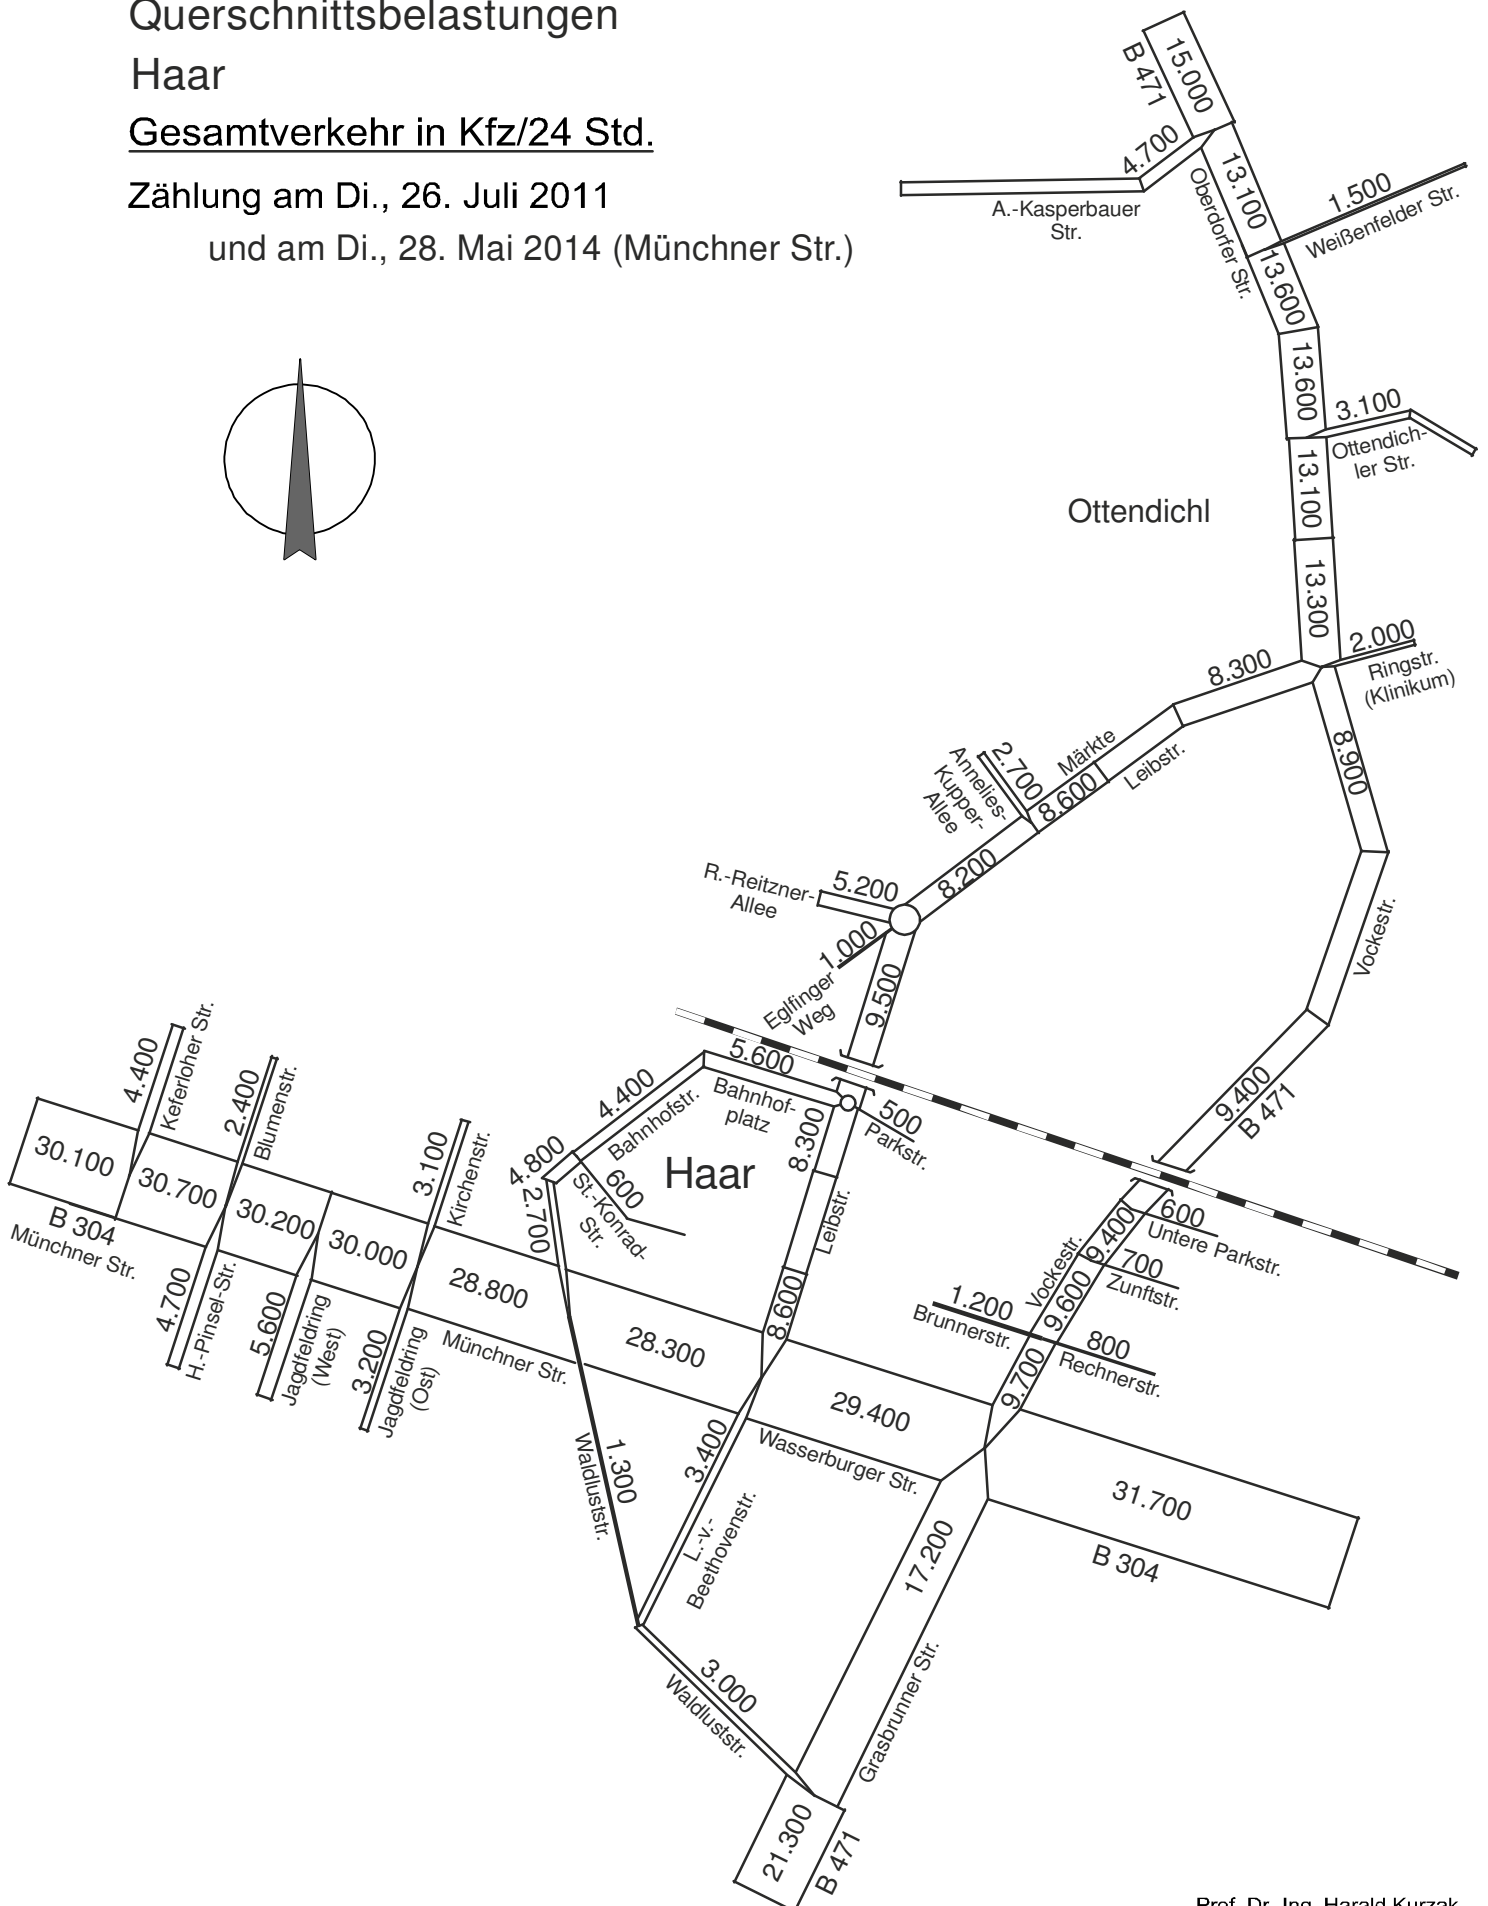 Querschnittsbelastungen
Haar
Gesamtverkehr in Kfz/24 Std.
Zählung am Di., 26. Juli 2011
und am Di., 28. Mai 2014 (Münchner Str.)
15.000
B 471
4.700
A.-Kasperbauer
Str.
13.100
Oberdorfer Str.
1.500
Weißenfelder Str.
13.600
13.600
3.100
Ottendich-
ler Str.
13.100
Ottendichl
13.300
2.000
Ringstr.
(Klinikum)
8.300
8.900
Märkte
Leibstr.
8.600
2.700
Annelies-
Kupper-
Allee
8.200
R.-Reitzner-
Allee
5.200
1.000
Eglfinger
Weg
9.500
Vockestr.
9.400
B 471
5.600
Bahnhof-
platz
4.400
Bahnhofstr.
4.800
600
St.-Konrad-
Str.
2.700
Haar
8.300
500
Parkstr.
Leibstr.
8.600
9.400
600
Untere Parkstr.
Vockestr.
700
Zunftstr.
9.600
1.200
Brunnerstr.
800
Rechnerstr.
9.700
4.400
Keferloher Str.
2.400
Blumenstr.
3.100
Kirchenstr.
30.100
30.700
30.200
30.000
28.800
28.300
29.400
31.700
B 304
Münchner Str.
4.700
H.-Pinsel-Str.
5.600
Jagdfeldring
(West)
3.200
Jagdfeldring
(Ost)
Münchner Str.
Wasserburger Str.
B 304
1.300
Waldluststr.
3.400
L.-v.-
Beethovenstr.
17.200
Grasbrunner Str.
3.000
Waldluststr.
21.300
B 471
Prof. Dr. Ing. Harald Kurzak